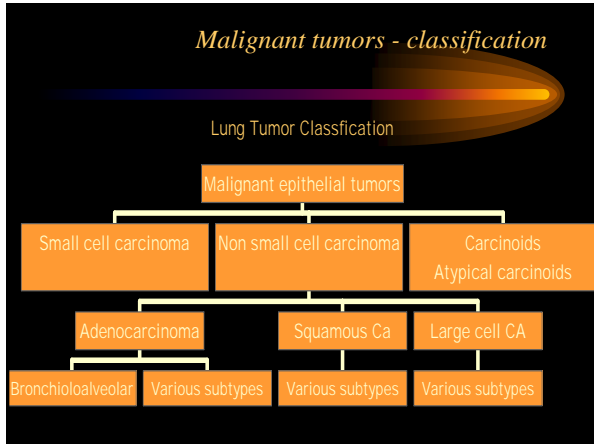 Malignant tumors - classification
Lung Tumor Classfication
Malignant epithelial tumors
Small cell carcinoma
Non small cell carcinoma
Carcinoids
Atypical carcinoids
Adenocarcinoma
Squamous Ca
Large cell CA
Bronchioloalveolar
Various subtypes
Various subtypes
Various subtypes